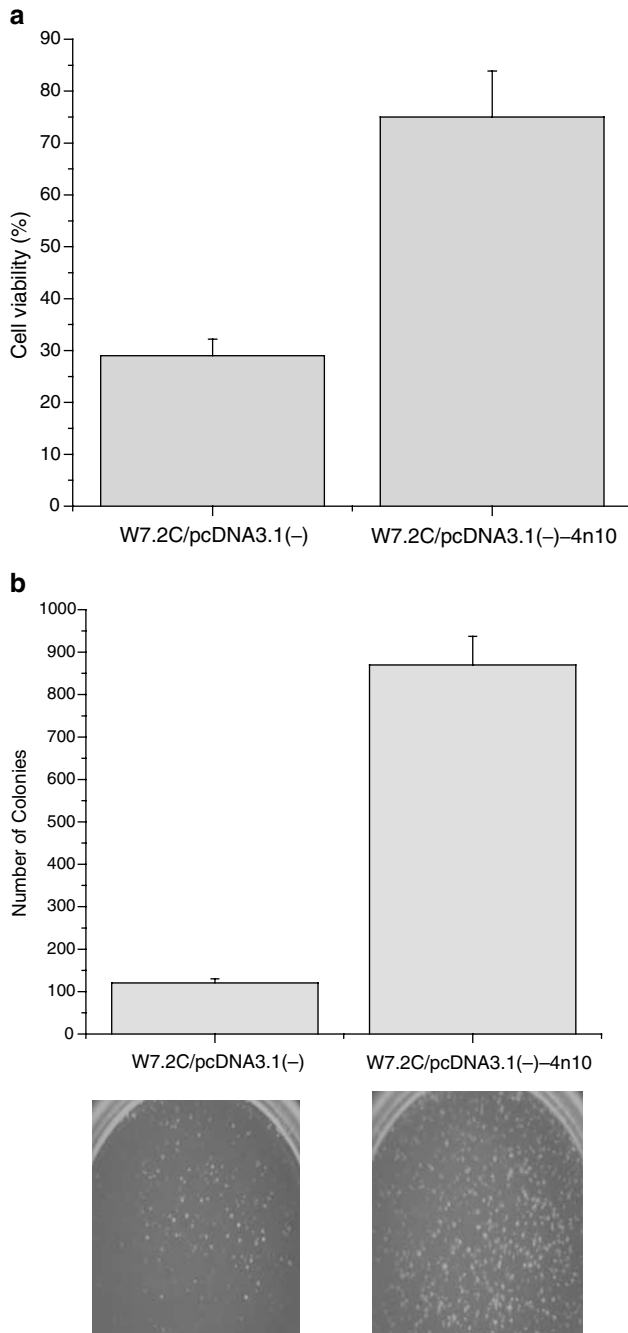 a
90
80
70
60
50
40
30
20
10
0
Cell viability (%)
W7.2C/pcDNA3.1(–)
W7.2C/pcDNA3.1(–)–4n10
b
1000
900
800
700
600
500
400
300
200
100
0
Number of Colonies
W7.2C/pcDNA3.1(–)
W7.2C/pcDNA3.1(–)–4n10